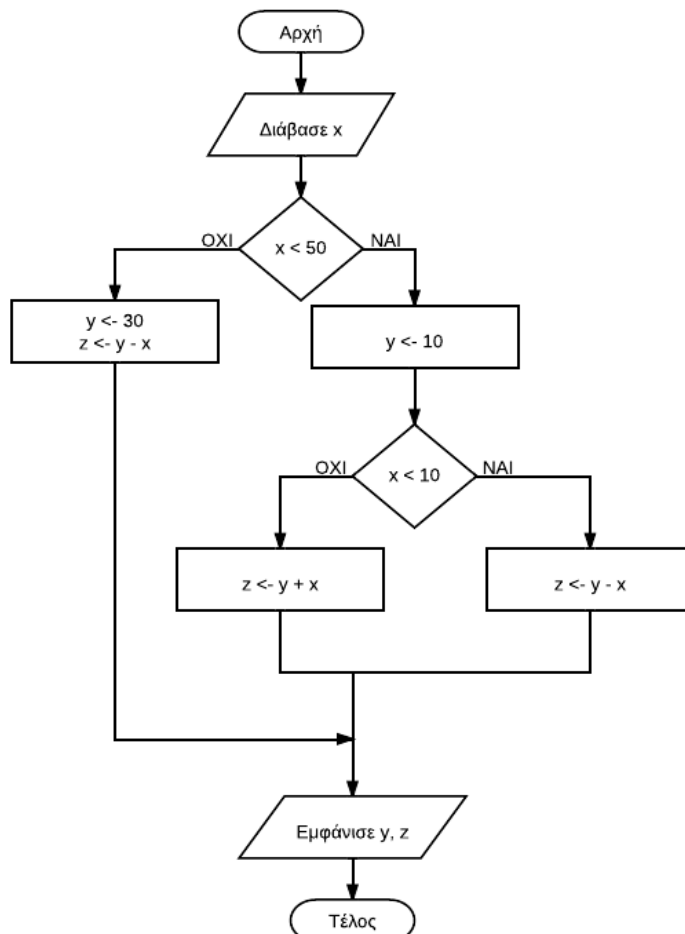 Αρχή
Διάβασε x
x < 50
ΟΧΙ
ΝΑΙ
y <- 30
z <- y - x
y <- 10
x < 10
ΟΧΙ
ΝΑΙ
z <- y + x
z <- y - x
Εμφάνισε y, z
Τέλος